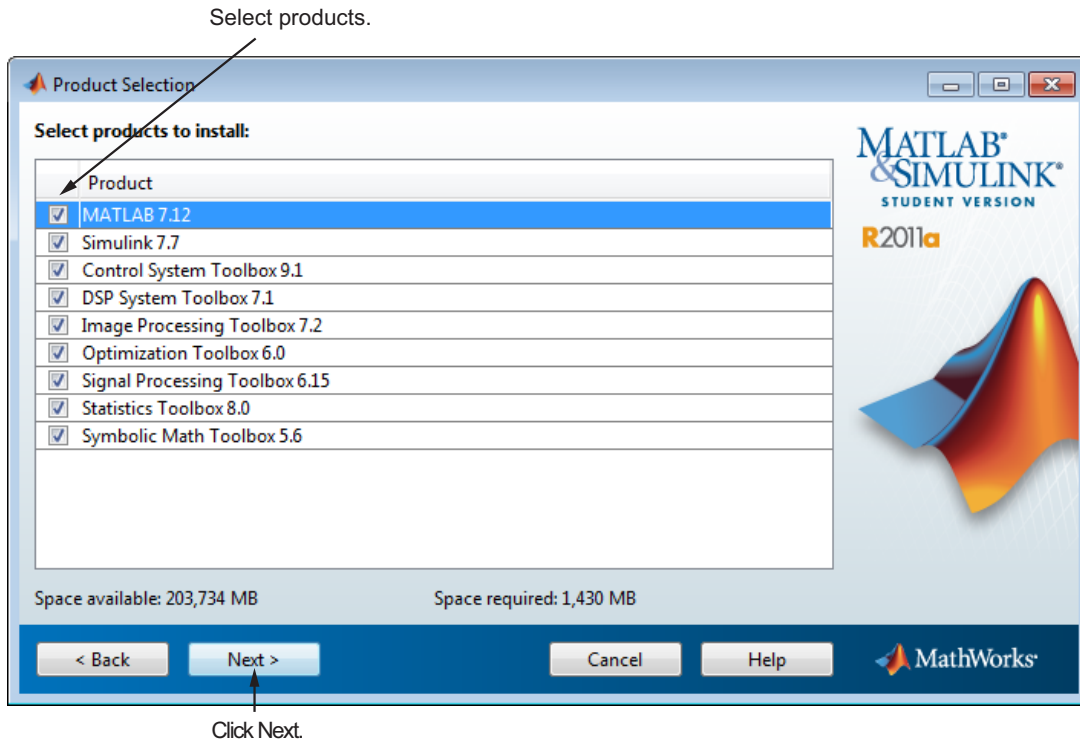 Select products.
Product Selection
Select products to install:
Product
MATLAB 7.12
Simulink 7.7
Control System Toolbox 9.1
DSP System Toolbox 7.1
Image Processing Toolbox 7.2
Optimization Toolbox 6.0
Signal Processing Toolbox 6.15
Statistics Toolbox 8.0
Symbolic Math Toolbox 5.6
MATLAB®
&SIMULINK®
STUDENT VERSION
R2011a
Space available: 203,734 MB Space required: 1,430 MB
< Back Next > Cancel Help MathWorks®
Click Next.